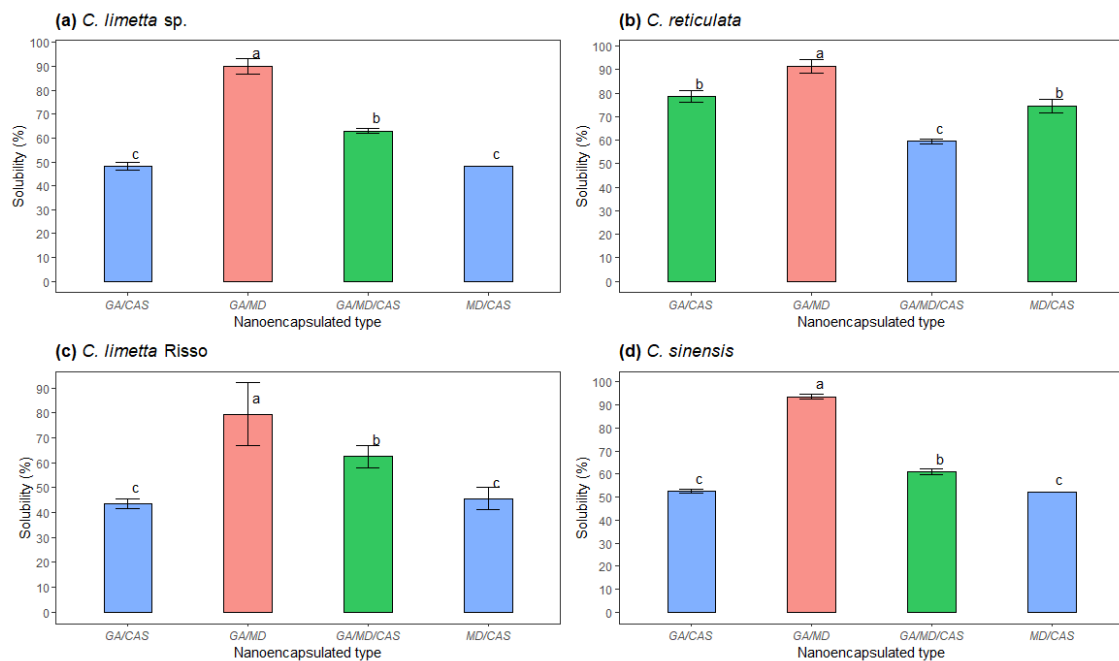 (a) C. limetta sp.
100
90
80
70
60
50
40
30
20
10
0
Solubility (%)
c
a
b
c
GA/CAS
GA/MD
GA/MD/CAS
MD/CAS
Nanoencapsulated type
(b) C. reticulata
100
90
80
70
60
50
40
30
20
10
0
Solubility (%)
b
a
c
b
GA/CAS
GA/MD
GA/MD/CAS
MD/CAS
Nanoencapsulated type
(c) C. limetta Risso
90
80
70
60
50
40
30
20
10
0
Solubility (%)
c
a
b
c
GA/CAS
GA/MD
GA/MD/CAS
MD/CAS
Nanoencapsulated type
(d) C. sinensis
100
90
80
70
60
50
40
30
20
10
0
Solubility (%)
c
a
b
c
GA/CAS
GA/MD
GA/MD/CAS
MD/CAS
Nanoencapsulated type